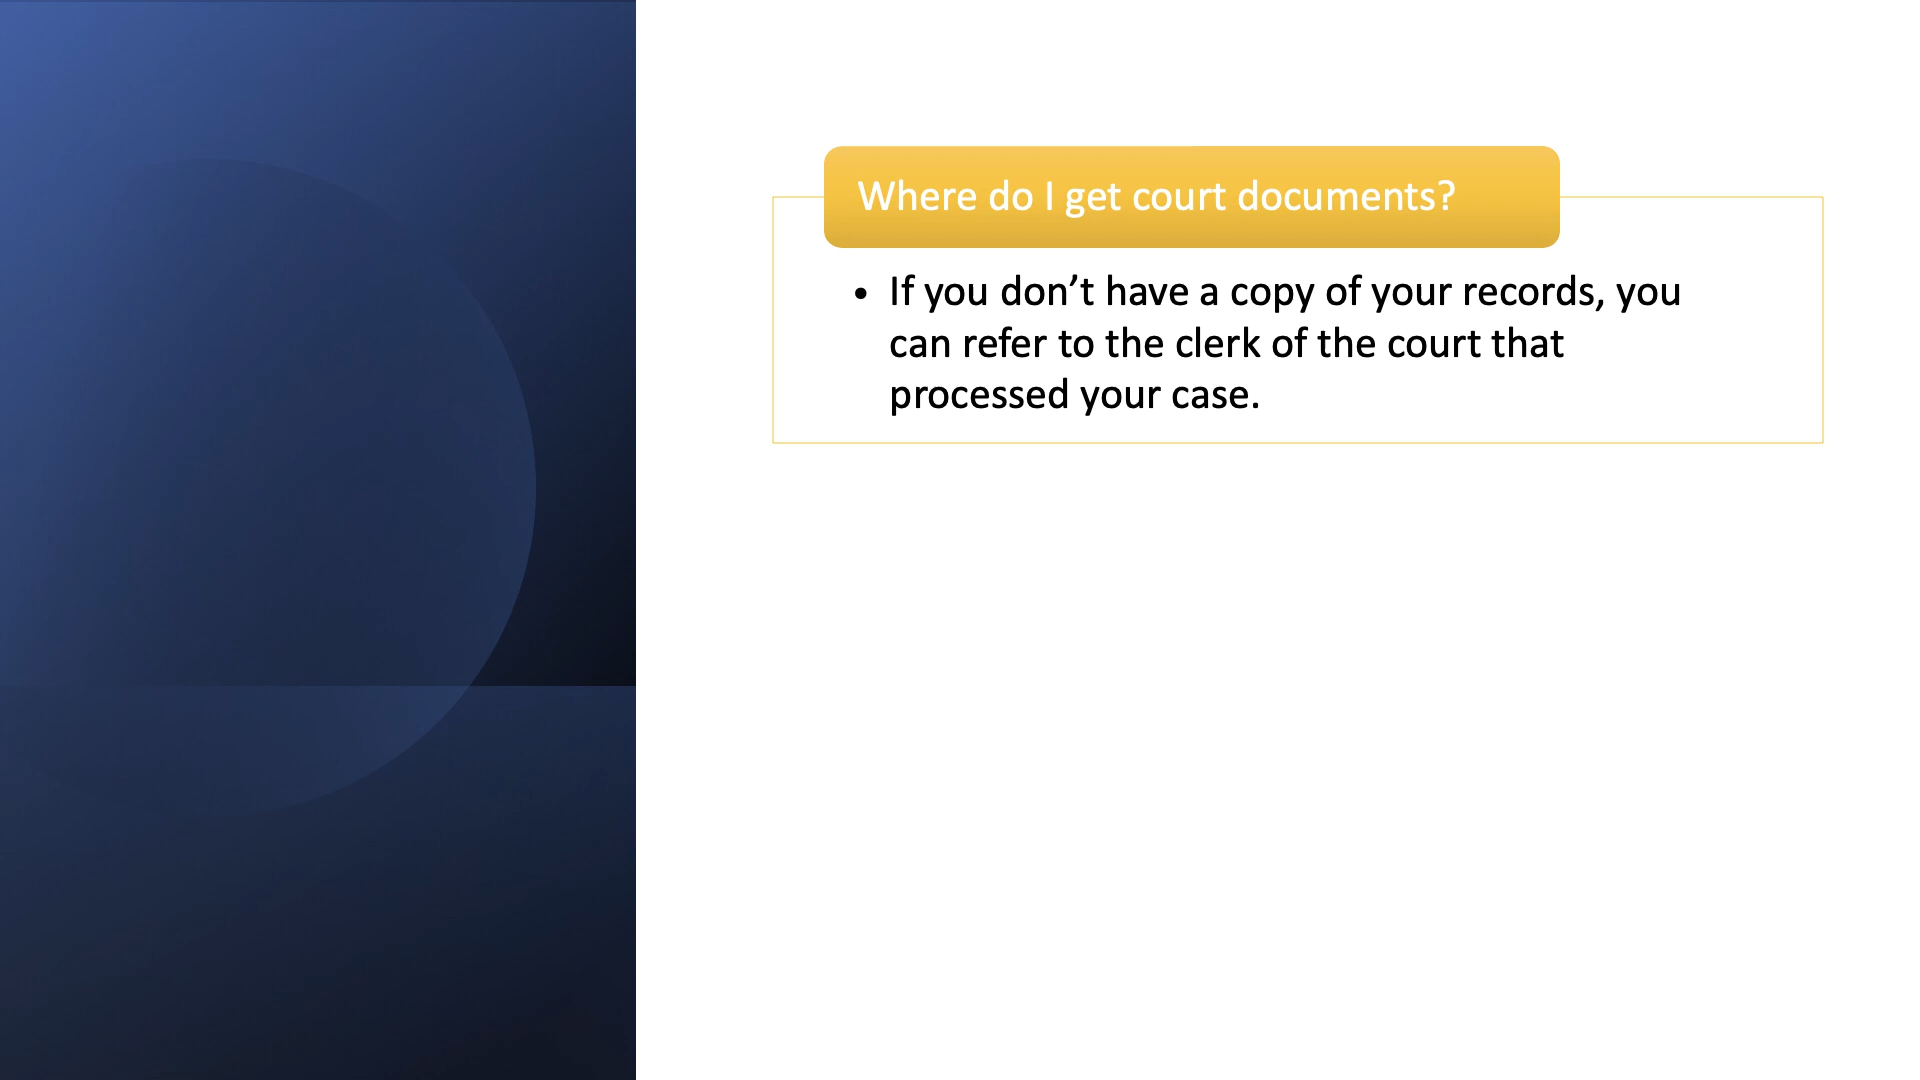 Where do I get court documents?
• If you don’t have a copy of your records, you
can refer to the clerk of the court that
processed your case.